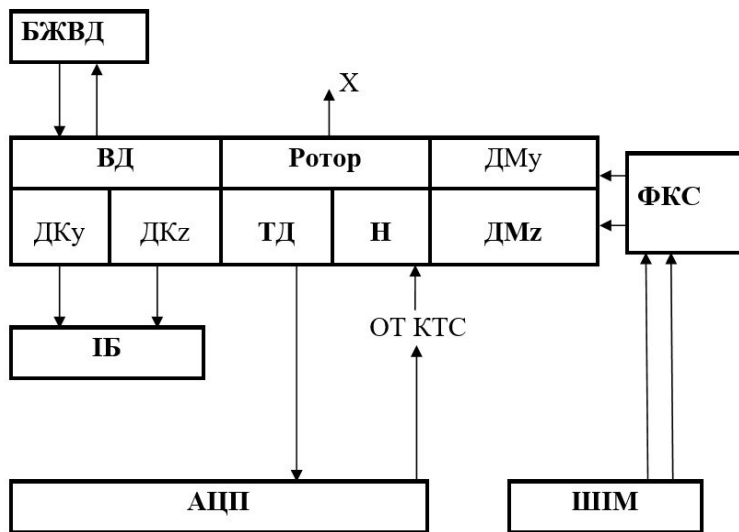 БЖВД
X
ВД
Ротор
ДМу
ФКС
ДКу
ДКz
ТД
Н
ДМz
ОТ КТС
ІБ
АЦП
ШІМ